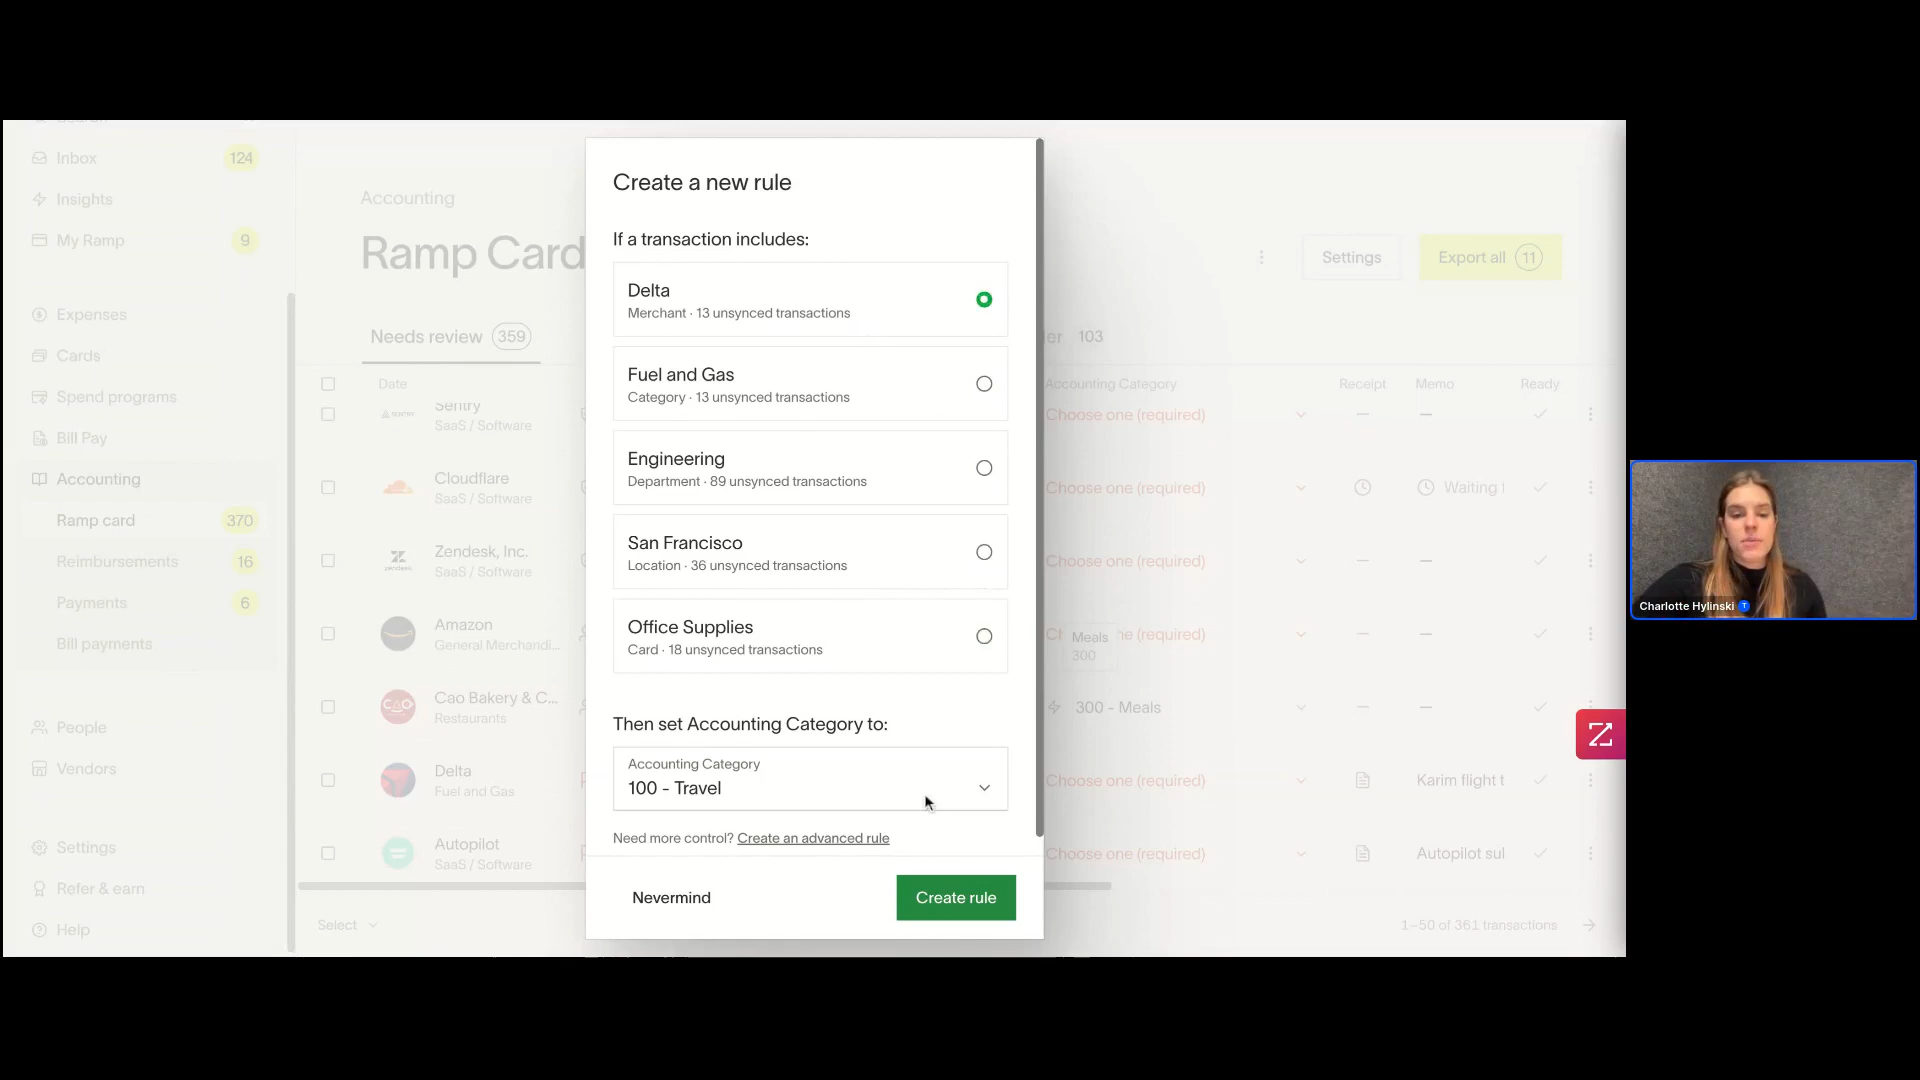 Inbox
124
Insights
My Ramp
9
Expenses
Cards
Spend programs
Bill Pay
Accounting
Ramp card
370
Reimbursements
16
Payments
6
Bill payments
People
Vendors
Settings
Refer & earn
Help
Accounting
Ramp Card
Settings
Export all 11
Needs review 359
er 103
Date
Accounting Category
Receipt
Memo
Ready
Sentry
SaaS / Software
Choose one (required)
Cloudflare
SaaS / Software
Choose one (required)
Waiting
Zendesk, Inc.
SaaS / Software
zendesk
Choose one (required)
Amazon
General Merchandi...
Ch
ne (required)
Meals
300
Cao Bakery & C...
Restaurants
CAO
300 - Meals
Delta
Fuel and Gas
Choose one (required)
Karim flight t
Autopilot
SaaS / Software
Choose one (required)
Autopilot sul
Select
1–50 of 361 transactions
Create a new rule
If a transaction includes:
Delta
Merchant · 13 unsynced transactions
Fuel and Gas
Category · 13 unsynced transactions
Engineering
Department · 89 unsynced transactions
San Francisco
Location · 36 unsynced transactions
Office Supplies
Card · 18 unsynced transactions
Then set Accounting Category to:
Accounting Category
100 - Travel
Need more control? Create an advanced rule
Nevermind
Create rule
Charlotte Hylinski
T